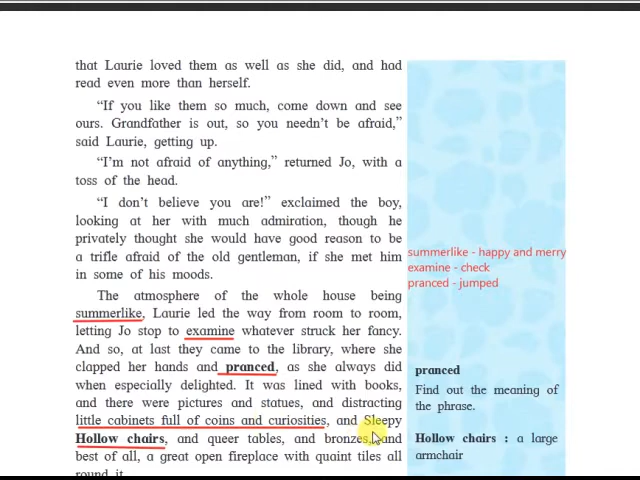 that Laurie loved them as well as she did, and had
read even more than herself.
“If you like them so much, come down and see
ours. Grandfather is out, so you needn’t be afraid,”
said Laurie, getting up.
“I’m not afraid of anything,” returned Jo, with a
toss of the head.
“I don’t believe you are!” exclaimed the boy,
looking at her with much admiration, though he
privately thought she would have good reason to be
a trifle afraid of the old gentleman, if she met him
in some of his moods.
The atmosphere of the whole house being
summerlike, Laurie led the way from room to room,
letting Jo stop to examine whatever struck her fancy.
And so, at last they came to the library, where she
clapped her hands and pranced, as she always did
when especially delighted. It was lined with books,
and there were pictures and statues, and distracting
little cabinets full of coins and curiosities, and Sleepy
Hollow chairs, and queer tables, and bronzes, and
best of all, a great open fireplace with quaint tiles all
round it.
summerlike - happy and merry
examine - check
pranced - jumped
pranced
Find out the meaning of
the phrase.
Hollow chairs : a large
armchair